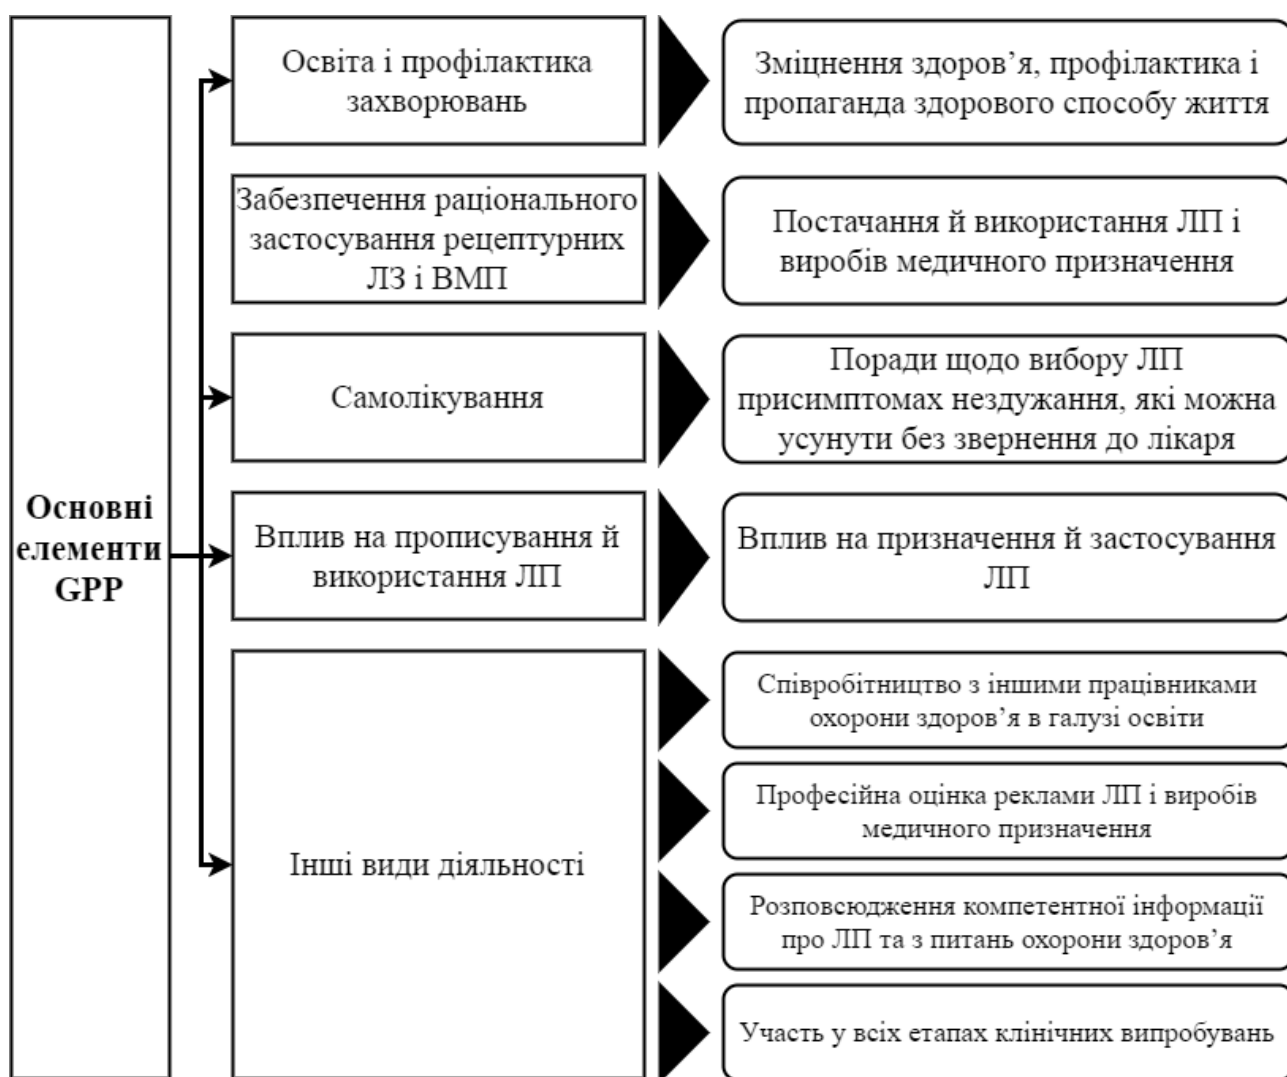 Основні
елементи
GPP
Освіта і профілактика
захворювань
Зміцнення здоров’я, профілактика і
пропаганда здорового способу життя
Забезпечення раціонального
застосування рецептурних
ЛЗ і ВМП
Постачання й використання ЛП і
виробів медичного призначення
Самолікування
Поради щодо вибору ЛП
присимптомах нездужання, які можна
усунути без звернення до лікаря
Вплив на прописування й
використання ЛП
Вплив на призначення й застосування
ЛП
Інші види діяльності
Співробітництво з іншими працівниками
охорони здоров’я в галузі освіти
Професійна оцінка реклами ЛП і виробів
медичного призначення
Розповсюдження компетентної інформації
про ЛП та з питань охорони здоров’я
Участь у всіх етапах клінічних випробувань